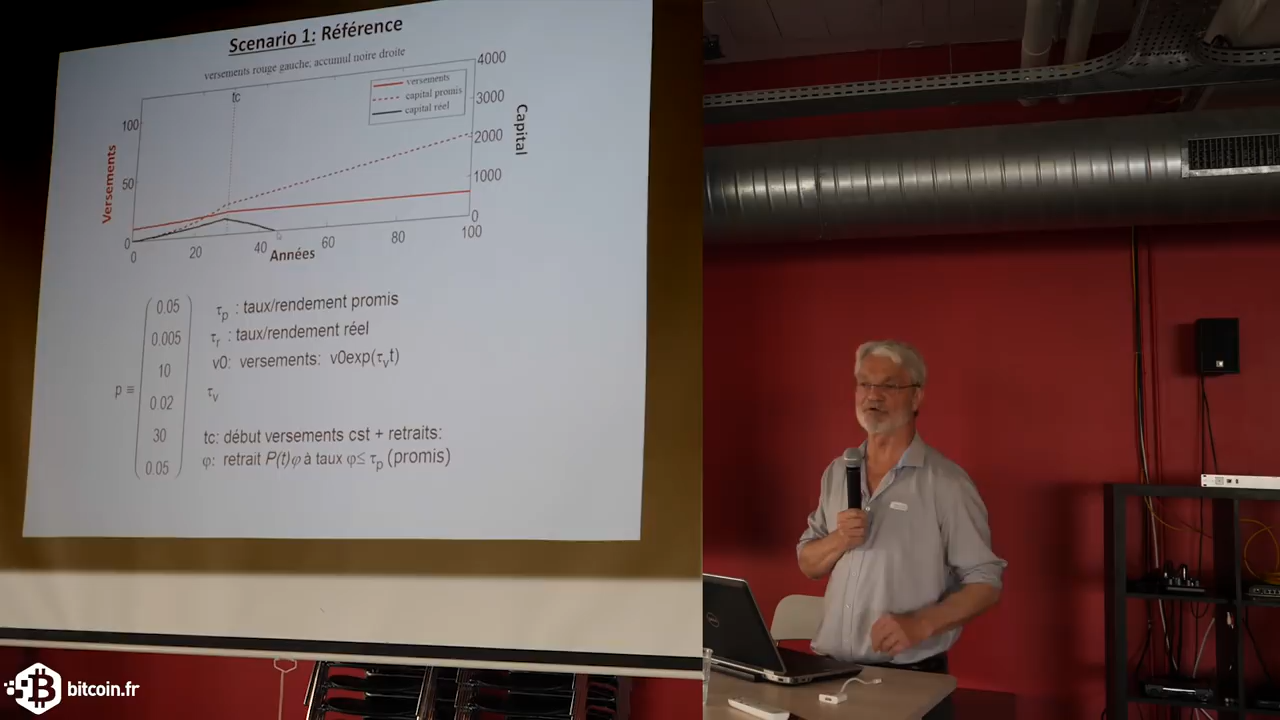 Scenario 1: Référence
versements rouge gauche; accumul noire droite
tc
versements
capital promis
capital réel
Versements
100
50
0
4000
3000
2000
1000
0
Capital
0
20
40
60
80
100
Années
p ≡
0.05
0.005
10
0.02
30
0.05
τp : taux/rendement promis
τr : taux/rendement réel
v0: versements: v0exp(τvt)
τv
tc: début versements cst + retraits:
φ: retrait P(t)φ à taux φ≤ τp (promis)
bitcoin.fr